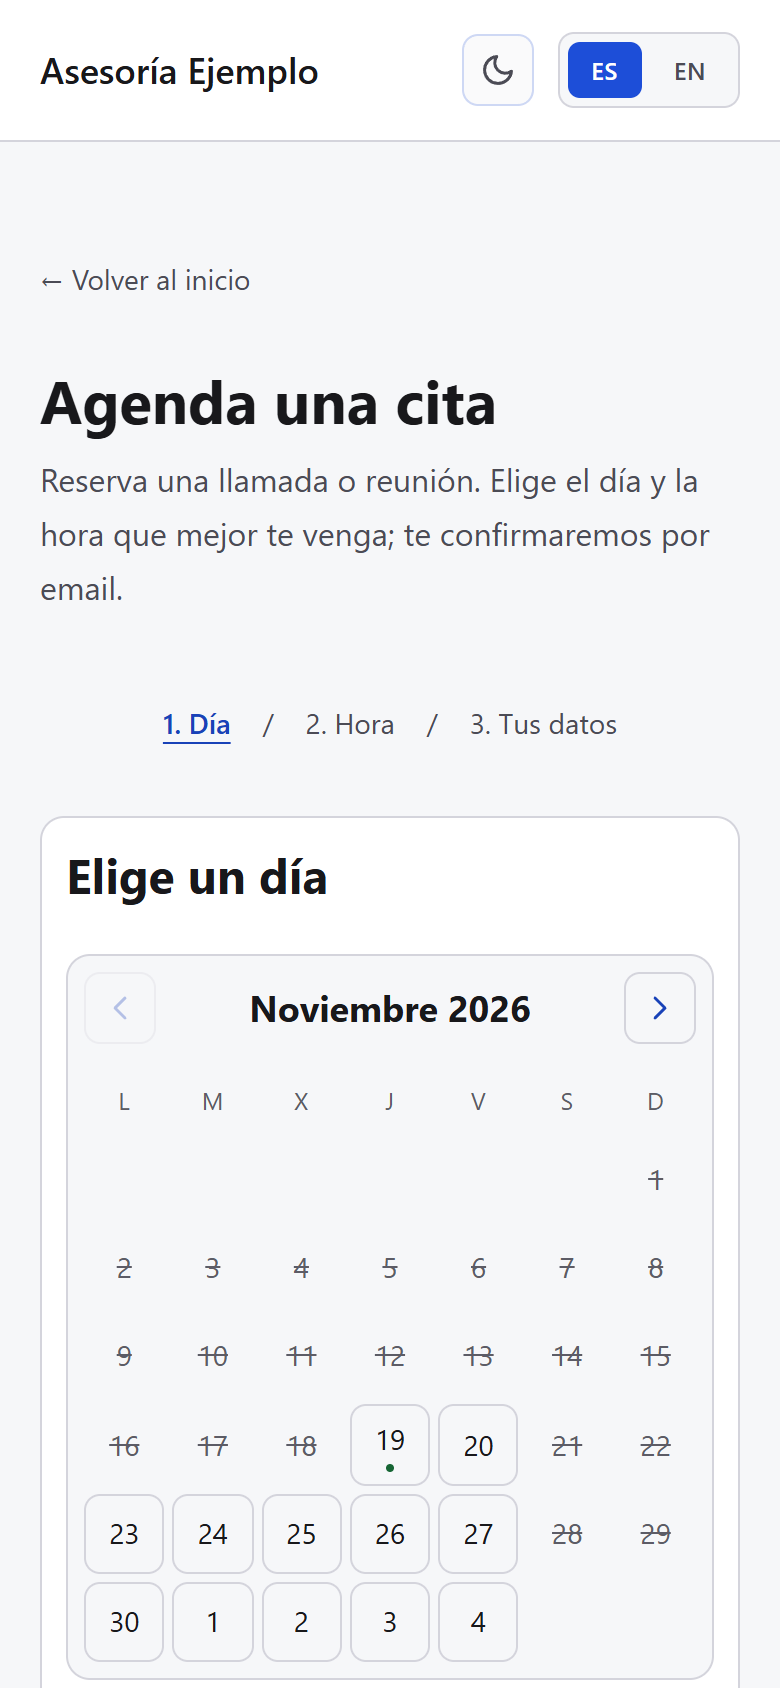 Asesoría Ejemplo
ES EN
← Volver al inicio
Agenda una cita
Reserva una llamada o reunión. Elige el día y la
hora que mejor te venga; te confirmaremos por
email.
1. Día / 2. Hora / 3. Tus datos
Elige un día
Noviembre 2026
L M X J V S D
1
2 3 4 5 6 7 8
9 10 11 12 13 14 15
16 17 18 19 20 21 22
23 24 25 26 27 28 29
30 1 2 3 4